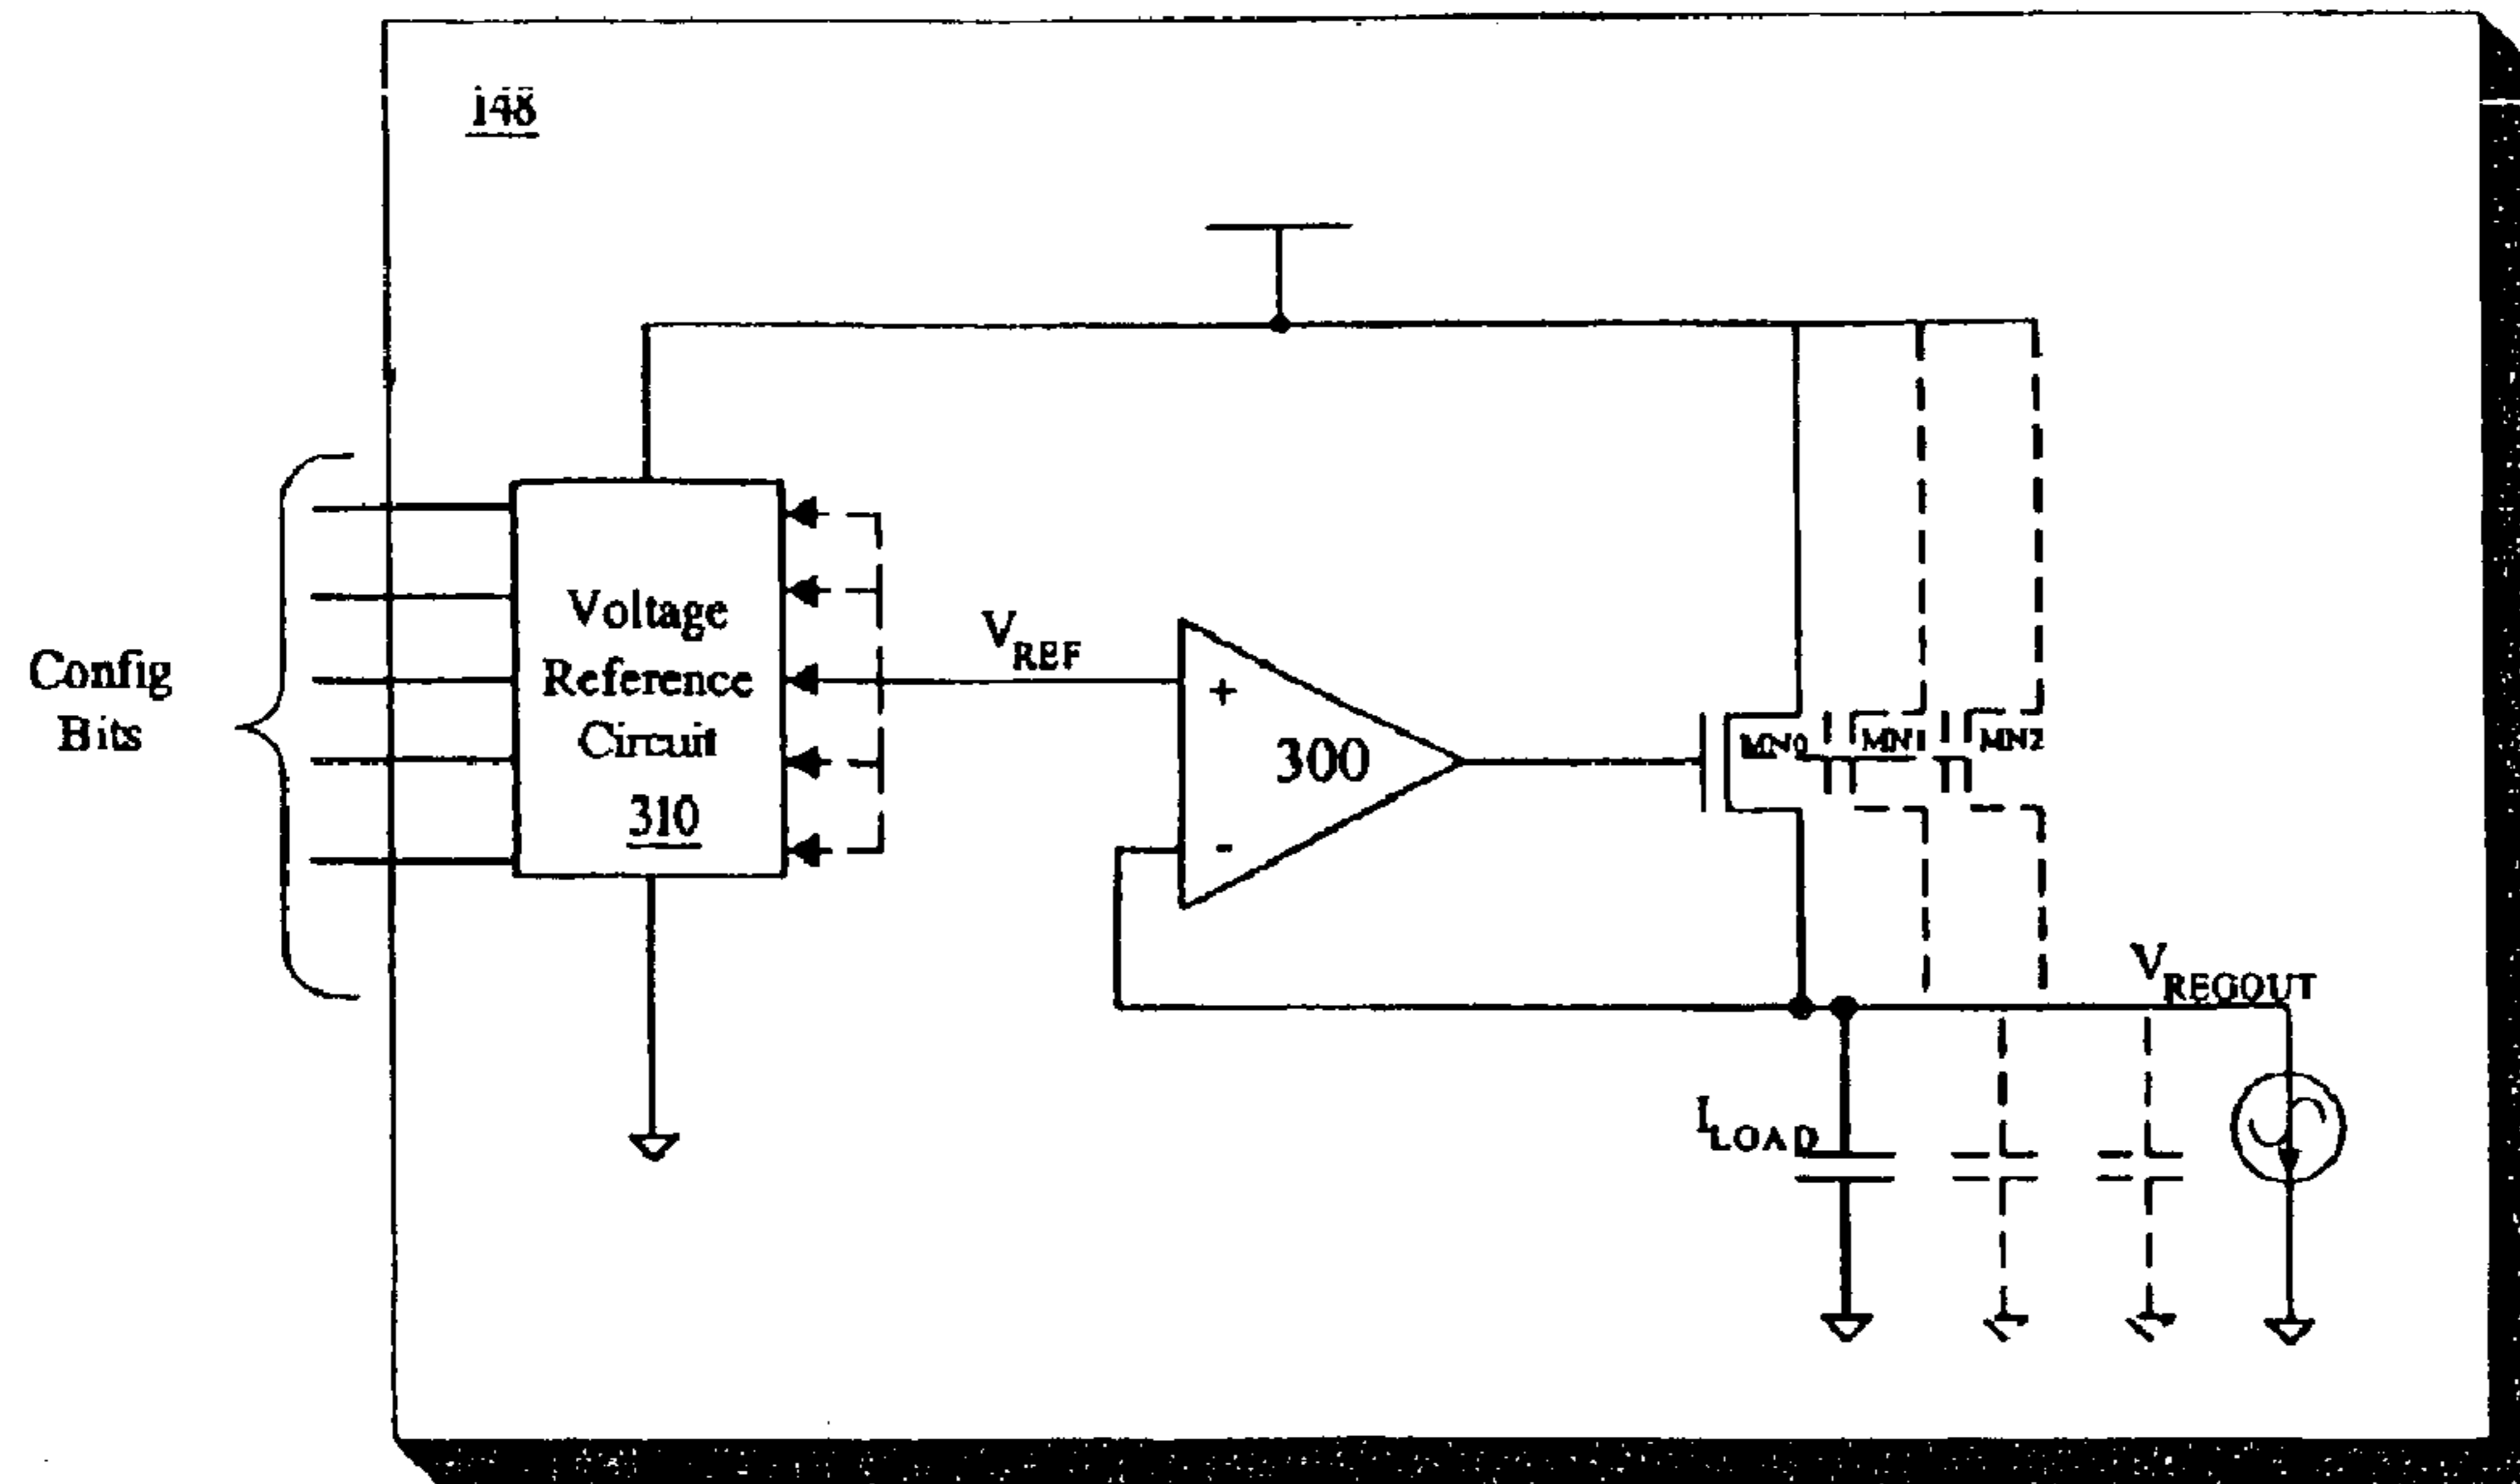 148
Config
Bits
Voltage
Reference
Circuit
310
VREF
+
-
300
MN0
MN1
MN2
VREGOUT
ILOAD